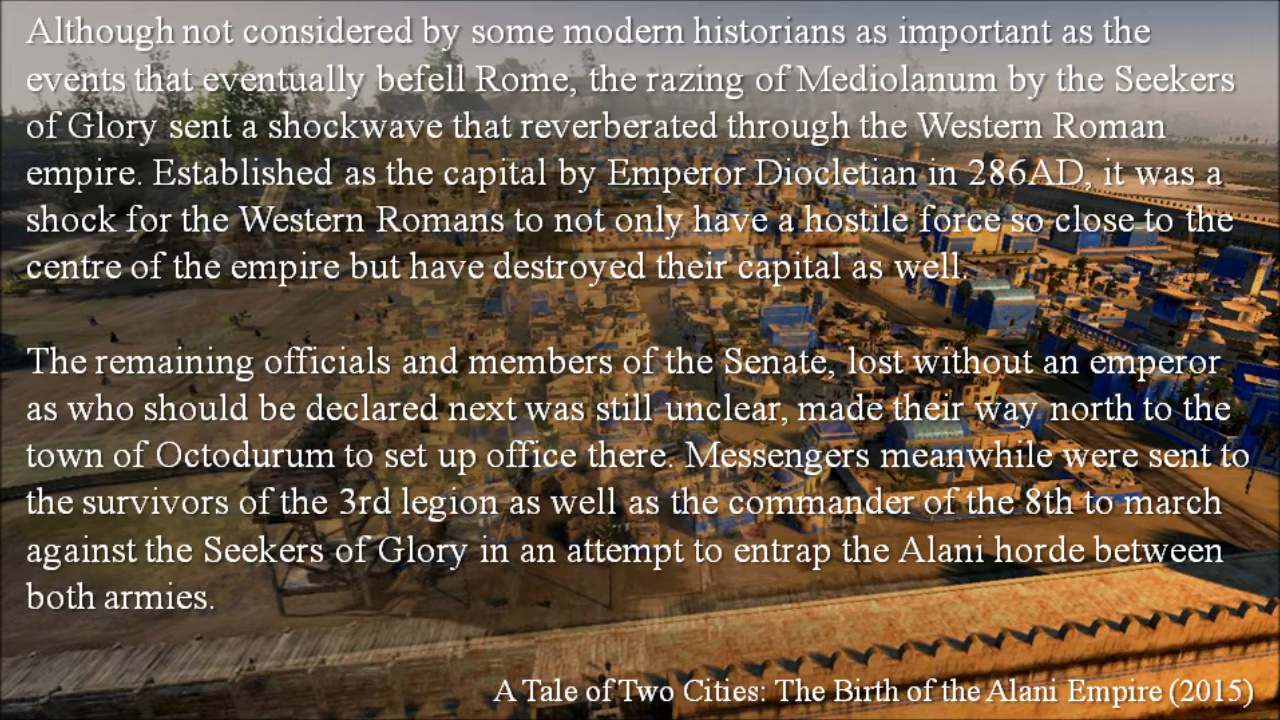 Although not considered by some modern historians as important as the
events that eventually befell Rome, the razing of Mediolanum by the Seekers
of Glory sent a shockwave that reverberated through the Western Roman
empire. Established as the capital by Emperor Diocletian in 286AD, it was a
shock for the Western Romans to not only have a hostile force so close to the
centre of the empire but have destroyed their capital as well.
The remaining officials and members of the Senate, lost without an emperor
as who should be declared next was still unclear, made their way north to the
town of Octodurum to set up office there. Messengers meanwhile were sent to
the survivors of the 3rd legion as well as the commander of the 8th to march
against the Seekers of Glory in an attempt to entrap the Alani horde between
both armies.
A Tale of Two Cities: The Birth of the Alani Empire (2015)